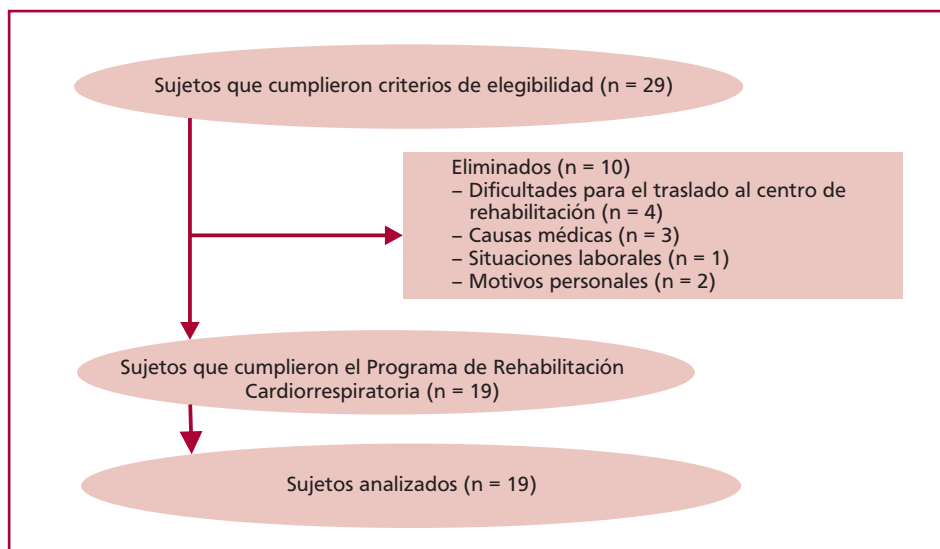 Sujetos que cumplieron criterios de elegibilidad (n = 29)
Eliminados (n = 10)
– Dificultades para el traslado al centro de
rehabilitación (n = 4)
– Causas médicas (n = 3)
– Situaciones laborales (n = 1)
– Motivos personales (n = 2)
Sujetos que cumplieron el Programa de Rehabilitación
Cardiorrespiratoria (n = 19)
Sujetos analizados (n = 19)